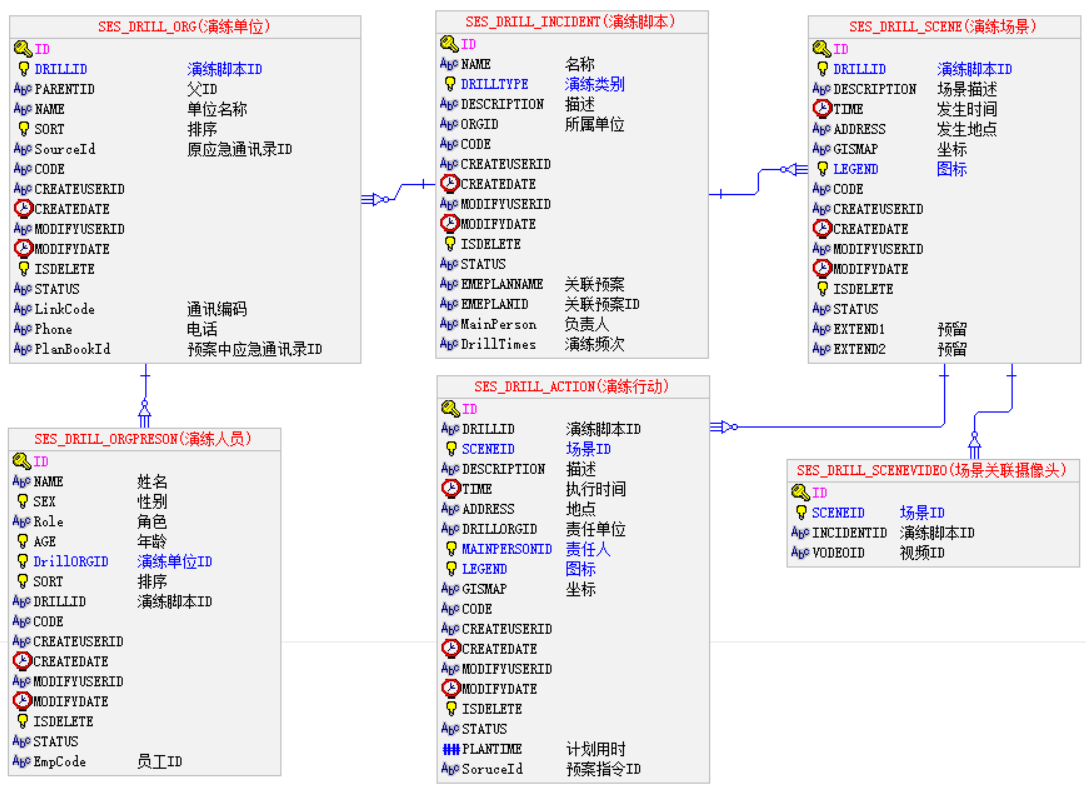 SES_DRILL_ORG(演练单位)
ID
DRILLID 演练脚本ID
PARENTID 父ID
NAME 单位名称
SORT 排序
SourceId 原应急通讯录ID
CODE
CREATEUSERID
CREATEDATE
MODIFYUSERID
MODIFYDATE
ISDELETE
STATUS
LinkCode 通讯编码
Phone 电话
PlanBookId 预案中应急通讯录ID
SES_DRILL_INCIDENT(演练脚本)
ID
NAME 名称
DRILLTYPE 演练类别
DESCRIPTION 描述
ORGID 所属单位
CODE
CREATEUSERID
CREATEDATE
MODIFYUSERID
MODIFYDATE
ISDELETE
STATUS
EMEPLANNAME 关联预案
EMEPLANID 关联预案ID
MainPerson 负责人
DrillTimes 演练频次
SES_DRILL_SCENE(演练场景)
ID
DRILLID 演练脚本ID
DESCRIPTION 场景描述
TIME 发生时间
ADDRESS 发生地点
GISMAP 坐标
LEGEND 图标
CODE
CREATEUSERID
CREATEDATE
MODIFYUSERID
MODIFYDATE
ISDELETE
STATUS
EXTEND1 预留
EXTEND2 预留
SES_DRILL_ORGPRESON(演练人员)
ID
NAME 姓名
SEX 性别
Role 角色
AGE 年龄
DrillORGID 演练单位ID
SORT 排序
DRILLID 演练脚本ID
CODE
CREATEUSERID
CREATEDATE
MODIFYUSERID
MODIFYDATE
ISDELETE
STATUS
EmpCode 员工ID
SES_DRILL_ACTION(演练行动)
ID
DRILLID 演练脚本ID
SCENEID 场景ID
DESCRIPTION 描述
TIME 执行时间
ADDRESS 地点
DRILLORGID 责任单位
MAINPERSONID 责任人
LEGEND 图标
GISMAP 坐标
CODE
CREATEUSERID
CREATEDATE
MODIFYUSERID
MODIFYDATE
ISDELETE
STATUS
PLANTIME 计划用时
SoruceId 预案指令ID
SES_DRILL_SCENEVIDEO(场景关联摄像头)
ID
SCENEID 场景ID
INCIDENTID 演练脚本ID
VODEOID 视频ID